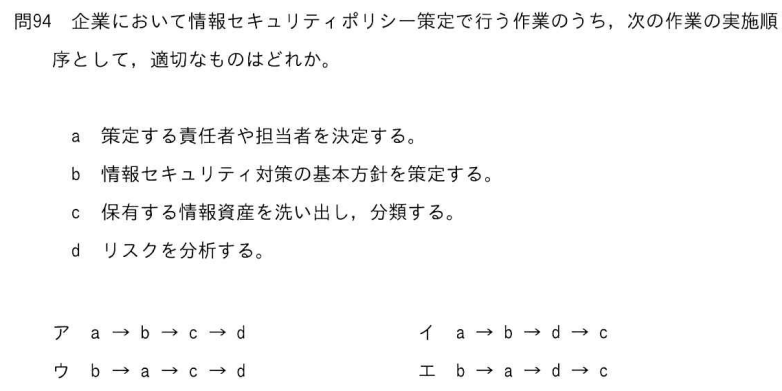 問94　企業において情報セキュリティポリシー策定で行う作業のうち，次の作業の実施順
序として，適切なものはどれか。
a　策定する責任者や担当者を決定する。
b　情報セキュリティ対策の基本方針を策定する。
c　保有する情報資産を洗い出し，分類する。
d　リスクを分析する。
ア　a → b → c → d　　イ　a → b → d → c
ウ　b → a → c → d　　エ　b → a → d → c